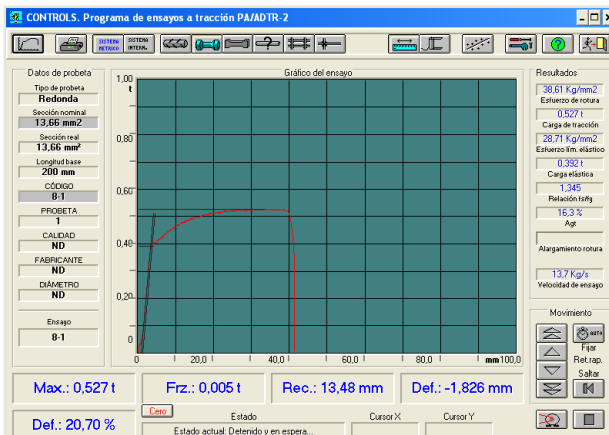 CONTROLS. Programa de ensayos a tracción PA/ADTR-2
SISTEMA METRICO
SISTEMA INTERN.
Datos de probeta
Tipo de probeta
Redonda
Sección nominal
13,66 mm2
Sección real
13,66 mm²
Longitud base
200 mm
CÓDIGO
8-1
PROBETA
1
CALIDAD
ND
FABRICANTE
ND
DIÁMETRO
ND
Ensayo
8-1
Gráfico del ensayo
1,00
t
0,80
0,60
0,40
0,20
0
0
20,0
40,0
60,0
80,0
mm 100,0
Resultados
38,61 Kg/mm2
Esfuerzo de rotura
0,527 t
Carga de tracción
28,71 Kg/mm2
Esfuerzo lím. elástico
0,392 t
Carga elástica
1,345
Relación fs/fy
16,3 %
Agt
Alargamiento rotura
13,7 Kg/s
Velocidad de ensayo
Movimiento
auto
Fijar
Ret.rap.
Saltar
Max.: 0,527 t
Frz.: 0,005 t
Rec.: 13,48 mm
Def.: -1,826 mm
Def.: 20,70 %
Cero
Estado
Cursor X
Cursor Y
Estado actual: Detenido y en espera...